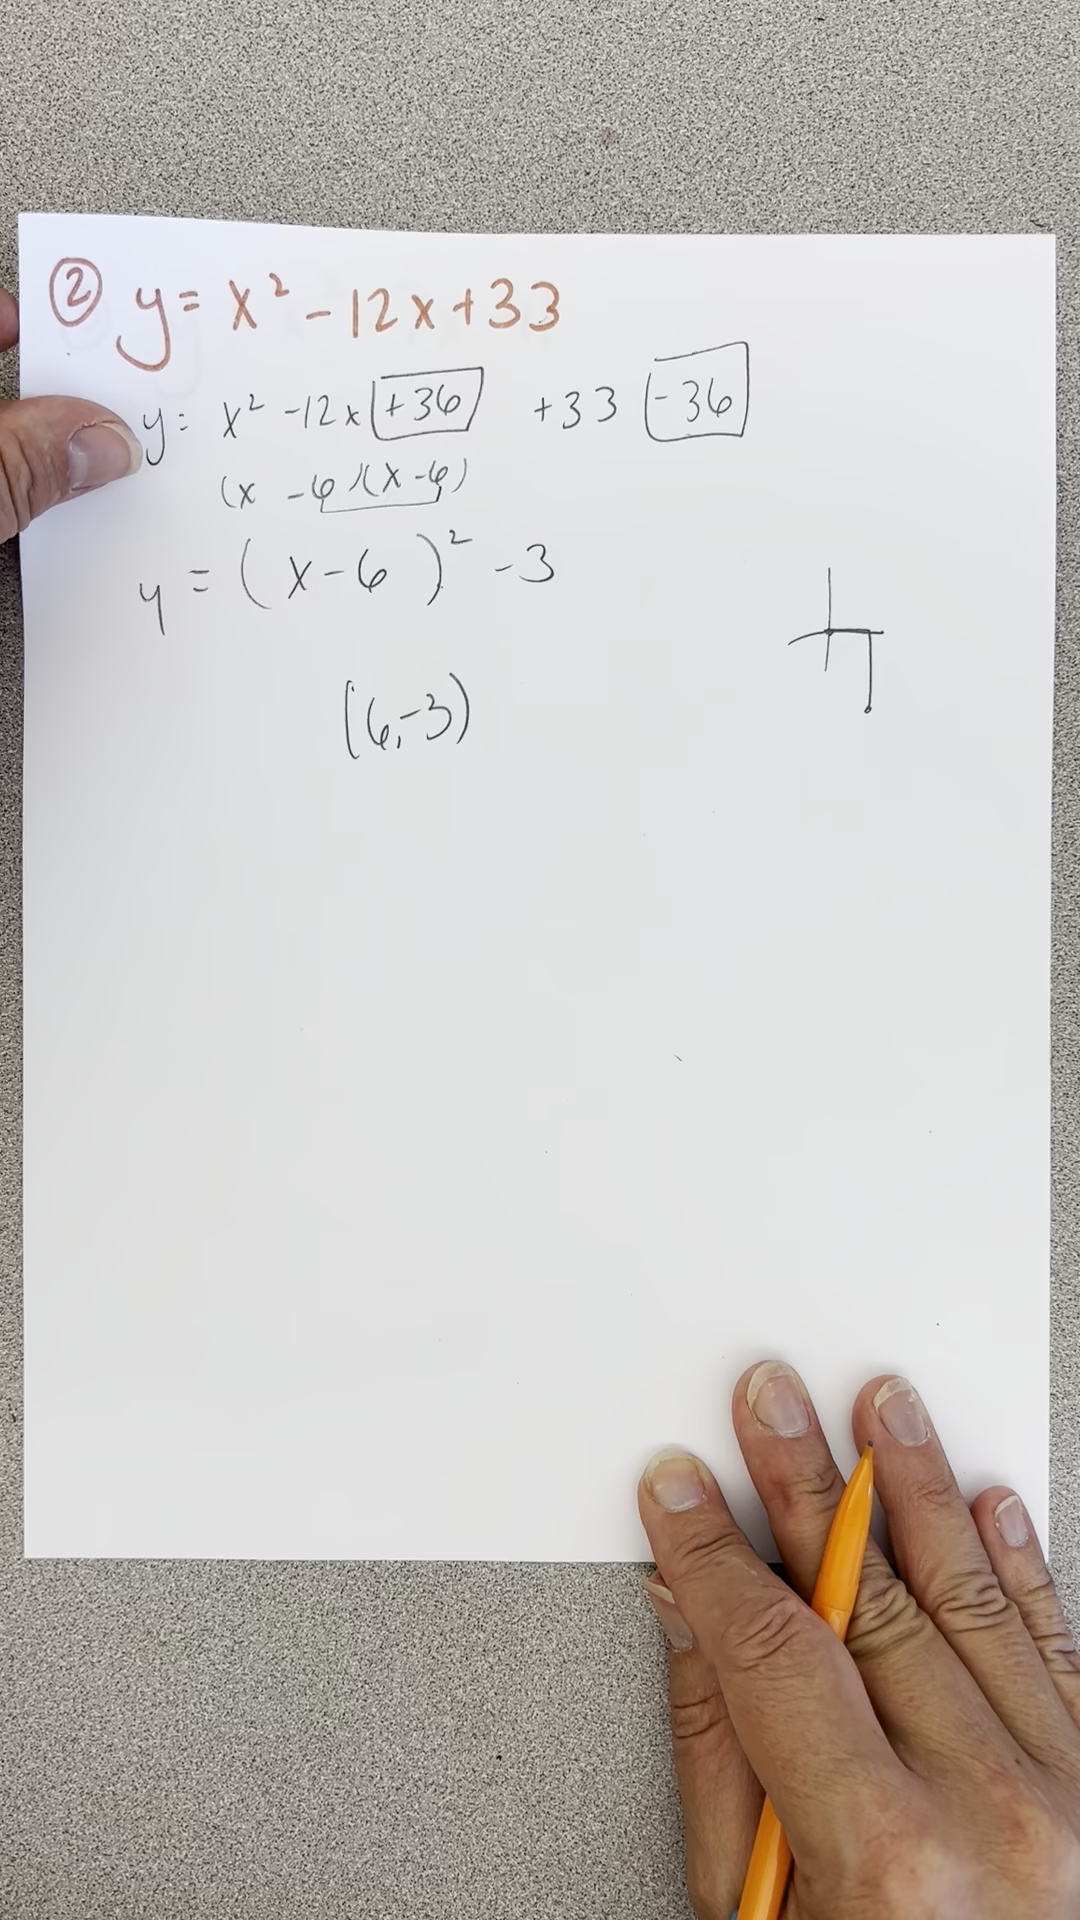 ② y = x² - 12x + 33
y = x² - 12x +36 +33 -36
(x - 6)(x - 6)
y = (x - 6)² - 3
(6, -3)